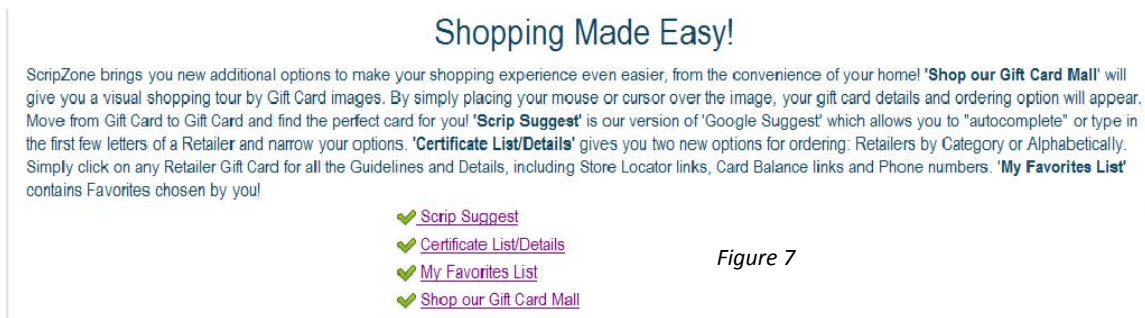 Shopping Made Easy!
ScripZone brings you new additional options to make your shopping experience even easier, from the convenience of your home! 'Shop our Gift Card Mall' will
give you a visual shopping tour by Gift Card images. By simply placing your mouse or cursor over the image, your gift card details and ordering option will appear.
Move from Gift Card to Gift Card and find the perfect card for you! 'Scrip Suggest' is our version of 'Google Suggest' which allows you to "autocomplete" or type in
the first few letters of a Retailer and narrow your options. 'Certificate List/Details' gives you two new options for ordering: Retailers by Category or Alphabetically.
Simply click on any Retailer Gift Card for all the Guidelines and Details, including Store Locator links, Card Balance links and Phone numbers. 'My Favorites List'
contains Favorites chosen by you!
Scrip Suggest
Certificate List/Details
My Favorites List
Shop our Gift Card Mall
Figure 7